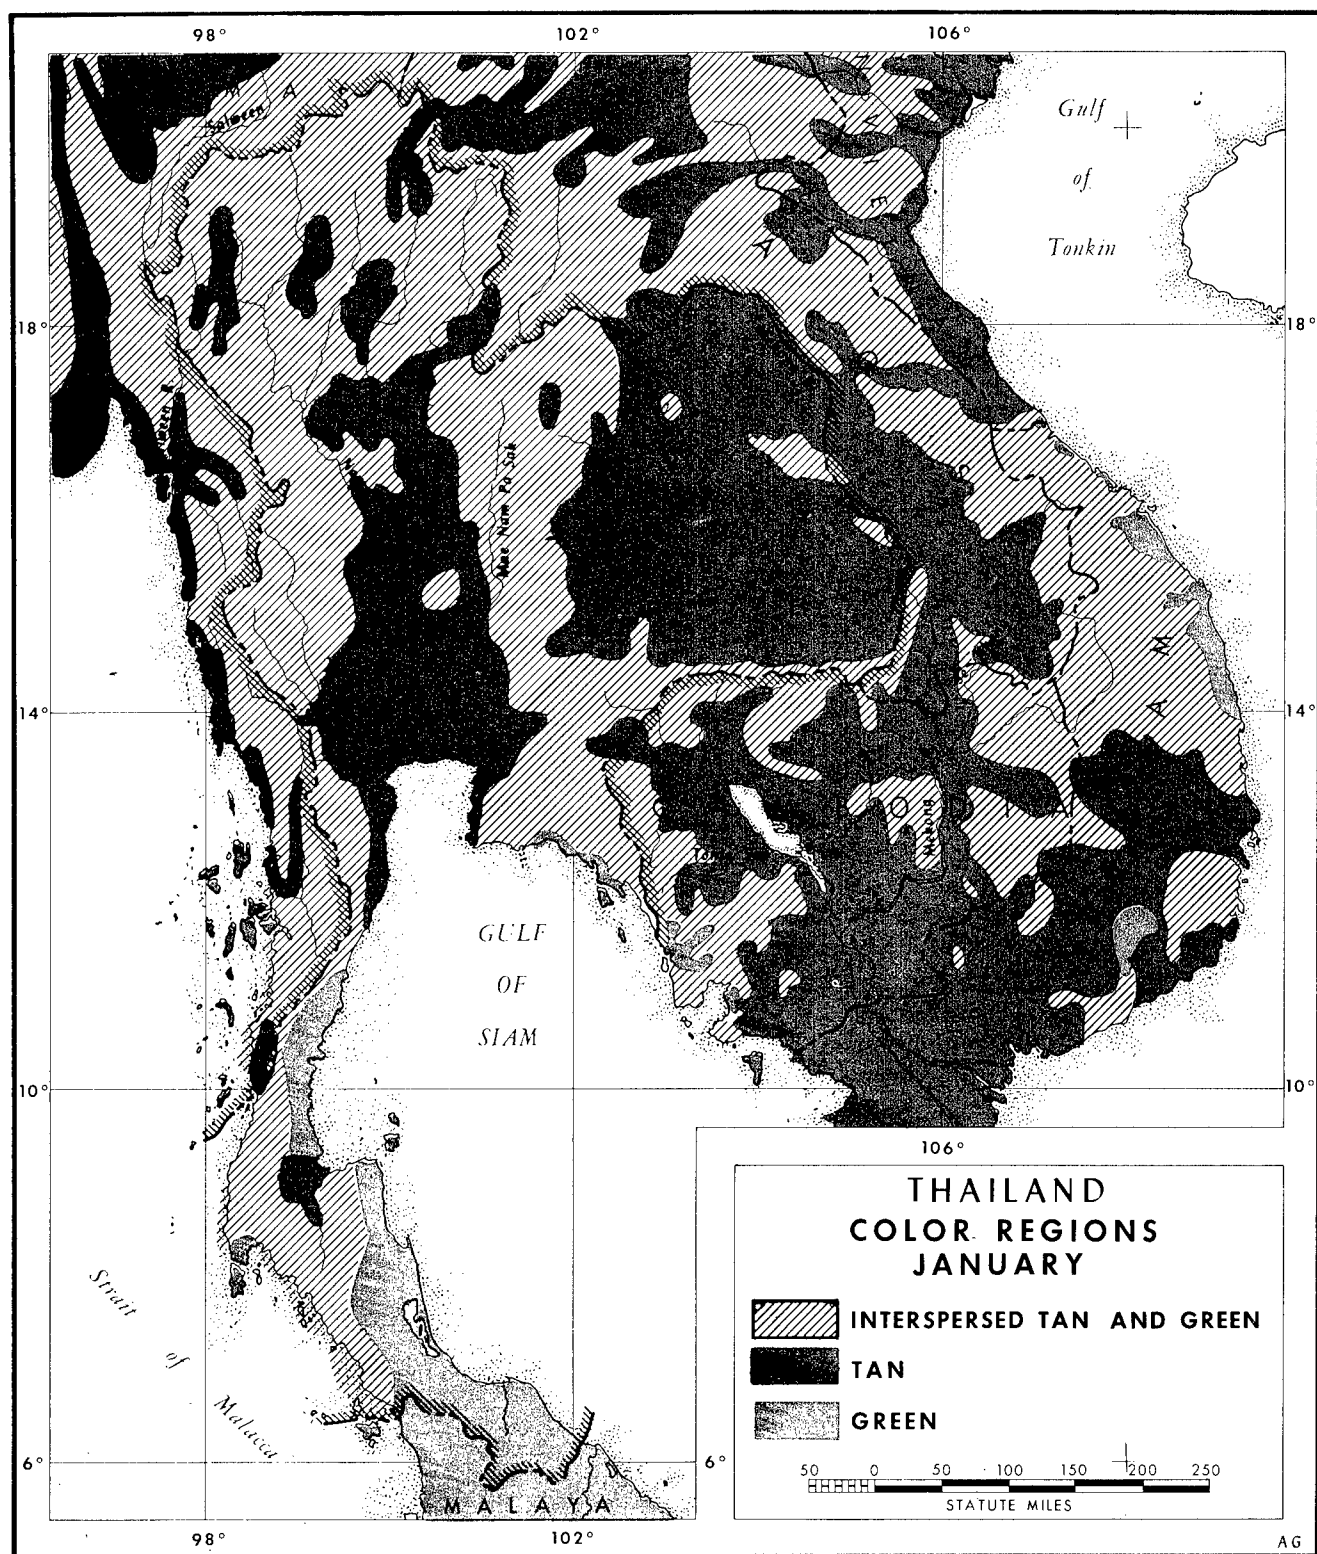 98° 102° 106°
M A
Salween
N
V
I
E
Gulf
of
Tonkin
A
18° 18°
O
Mae Nam Pa Sak
S
M
A
14° 14°
C
O
Mekong
I
A
GULF
OF
SIAM
10° 10°
106°
THAILAND
COLOR REGIONS
JANUARY
INTERSPERSED TAN AND GREEN
TAN
GREEN
Strait
of
Malacca
6° 6°
50 0 50 100 150 200 250
STATUTE MILES
MALAYA
98° 102°
AG